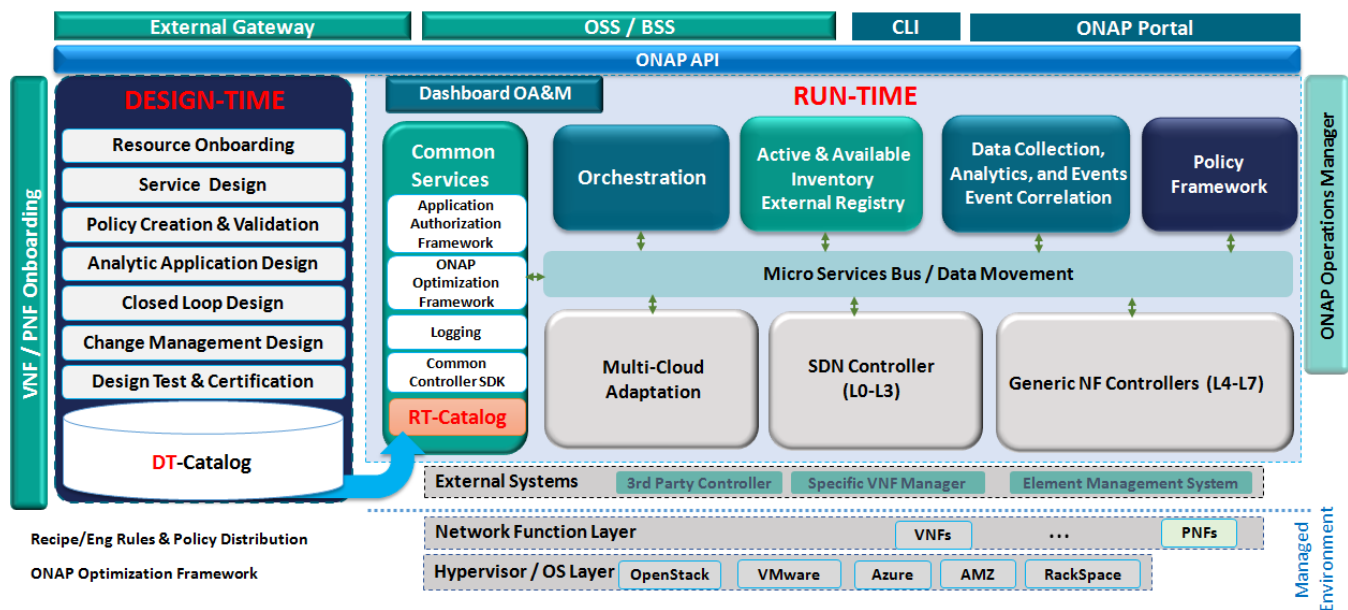 External Gateway
OSS / BSS
CLI
ONAP Portal
ONAP API
VNF / PNF Onboarding
DESIGN-TIME
Resource Onboarding
Service Design
Policy Creation & Validation
Analytic Application Design
Closed Loop Design
Change Management Design
Design Test & Certification
DT-Catalog
Dashboard OA&M
RUN-TIME
Common
Services
Application
Authorization
Framework
ONAP
Optimization
Framework
Logging
Common
Controller SDK
RT-Catalog
Orchestration
Active & Available
Inventory
External Registry
Data Collection,
Analytics, and Events
Event Correlation
Policy
Framework
Micro Services Bus / Data Movement
Multi-Cloud
Adaptation
SDN Controller
(L0-L3)
Generic NF Controllers (L4-L7)
ONAP Operations Manager
External Systems
3rd Party Controller
Specific VNF Manager
Element Management System
Recipe/Eng Rules & Policy Distribution
ONAP Optimization Framework
Network Function Layer
VNFs
...
PNFs
Hypervisor / OS Layer
OpenStack
VMware
Azure
AMZ
RackSpace
Managed
Environment